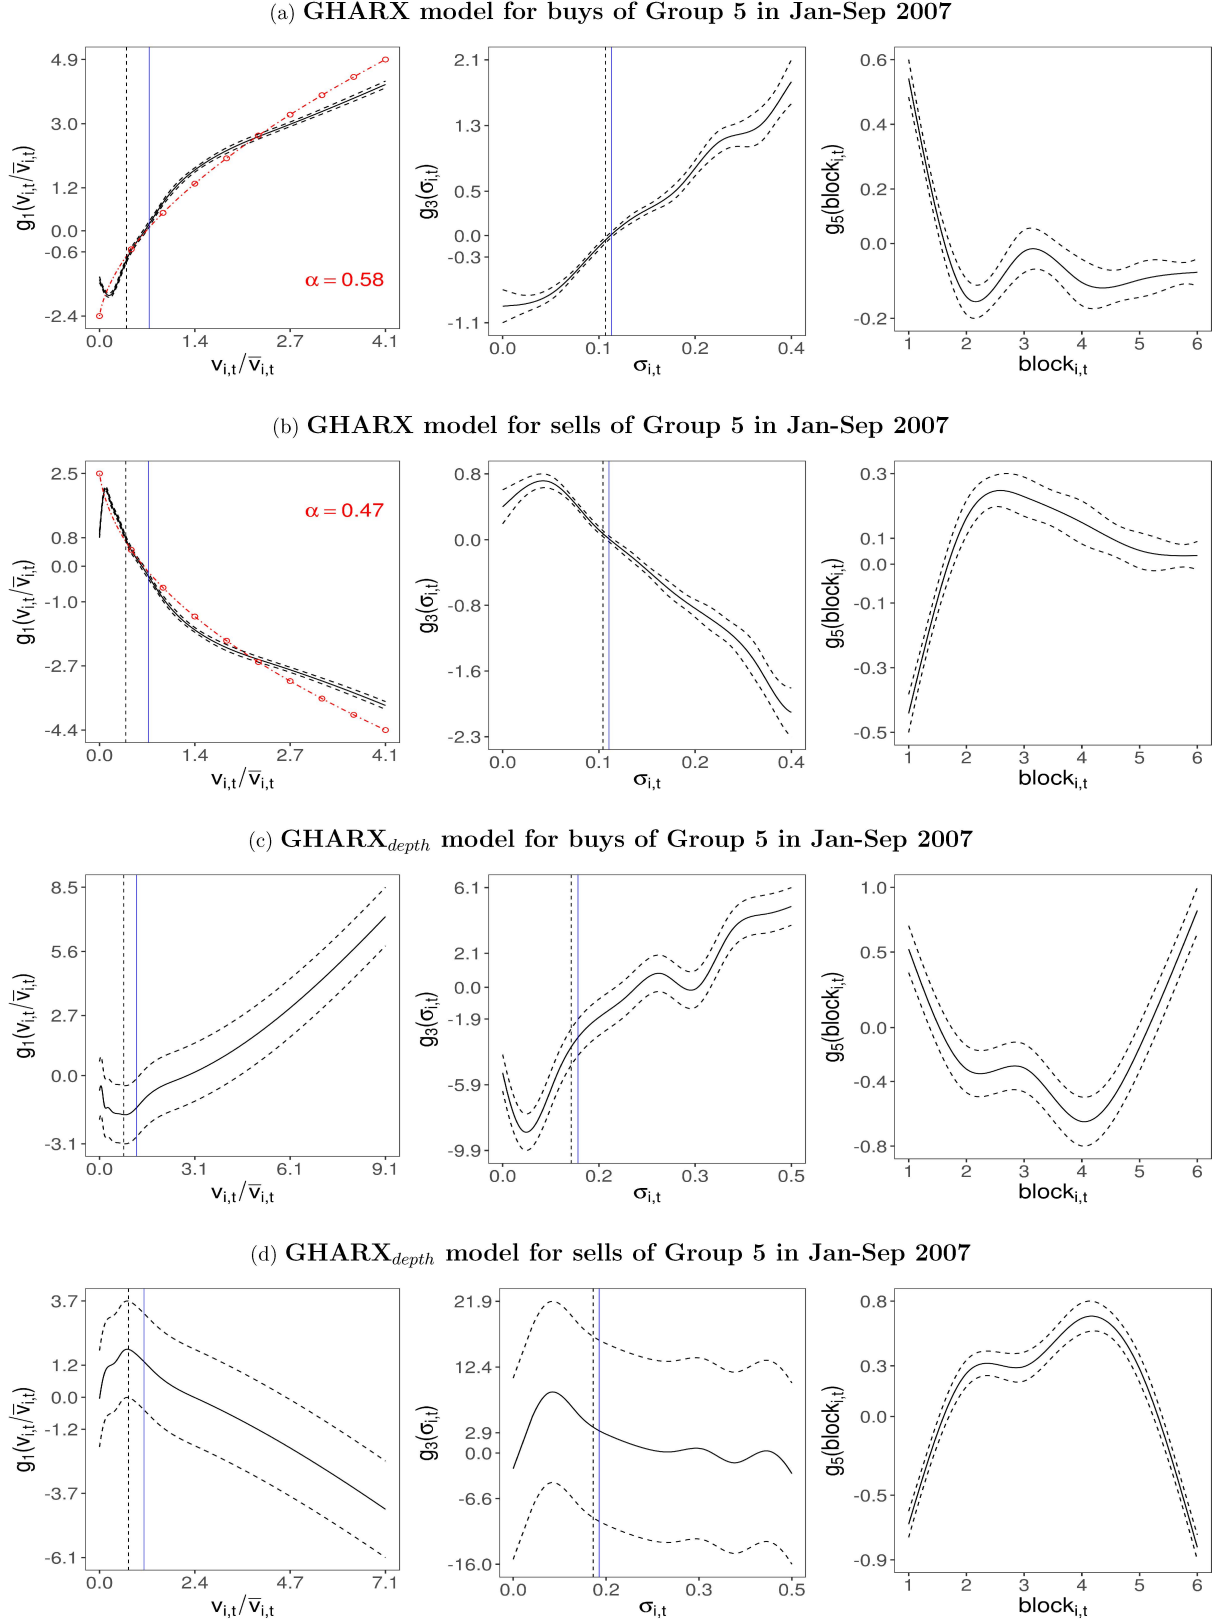 (a) GHARX model for buys of Group 5 in Jan-Sep 2007
g1(vi,t/v̅i,t)
4.9
3.0
1.2
0.0
-0.6
-2.4
α = 0.58
0.0 1.4 2.7 4.1
vi,t/v̅i,t
g3(σi,t)
2.1
1.3
0.5
0.0
-0.3
-1.1
0.0 0.1 0.2 0.4
σi,t
g5(blocki,t)
0.6
0.4
0.2
0.0
-0.2
1 2 3 4 5 6
blocki,t
(b) GHARX model for sells of Group 5 in Jan-Sep 2007
g1(vi,t/v̅i,t)
2.5
0.8
0.0
-1.0
-2.7
-4.4
α = 0.47
0.0 1.4 2.7 4.1
vi,t/v̅i,t
g3(σi,t)
0.8
0.0
-0.8
-1.6
-2.3
0.0 0.1 0.2 0.4
σi,t
g5(blocki,t)
0.3
0.1
0.0
-0.1
-0.3
-0.5
1 2 3 4 5 6
blocki,t
(c) GHARXdepth model for buys of Group 5 in Jan-Sep 2007
g1(vi,t/v̅i,t)
8.5
5.6
2.7
0.0
-3.1
0.0 3.1 6.1 9.1
vi,t/v̅i,t
g3(σi,t)
6.1
2.1
0.0
-1.9
-5.9
-9.9
0.0 0.2 0.3 0.5
σi,t
g5(blocki,t)
1.0
0.5
0.0
-0.4
-0.8
1 2 3 4 5 6
blocki,t
(d) GHARXdepth model for sells of Group 5 in Jan-Sep 2007
g1(vi,t/v̅i,t)
3.7
1.2
0.0
-1.2
-3.7
-6.1
0.0 2.4 4.7 7.1
vi,t/v̅i,t
g3(σi,t)
21.9
12.4
2.9
0.0
-6.6
-16.0
0.0 0.2 0.3 0.5
σi,t
g5(blocki,t)
0.8
0.3
0.0
-0.5
-0.9
1 2 3 4 5 6
blocki,t